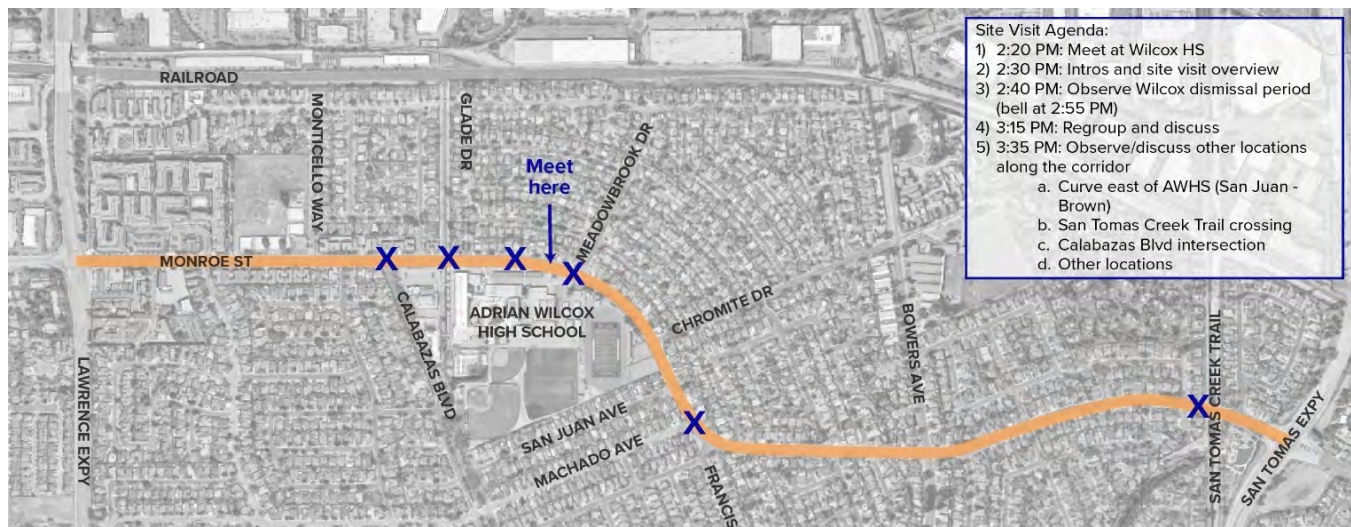 Site Visit Agenda:
1) 2:20 PM: Meet at Wilcox HS
2) 2:30 PM: Intros and site visit overview
3) 2:40 PM: Observe Wilcox dismissal period
(bell at 2:55 PM)
4) 3:15 PM: Regroup and discuss
5) 3:35 PM: Observe/discuss other locations
along the corridor
a. Curve east of AWHS (San Juan -
Brown)
b. San Tomas Creek Trail crossing
c. Calabazas Blvd intersection
d. Other locations
RAILROAD
MONTICELLO WAY
GLADE DR
MEADOWBROOK DR
Meet
here
X
X
X
X
MONROE ST
ADRIAN WILCOX
HIGH SCHOOL
CHROMITE DR
CALABAZAS BLVD
LAWRENCE EXPY
BOWERS AVE
SAN TOMAS CREEK TRAIL
SAN TOMAS EXPY
X
X
SAN JUAN AVE
MACHADO AVE
FRANCIS